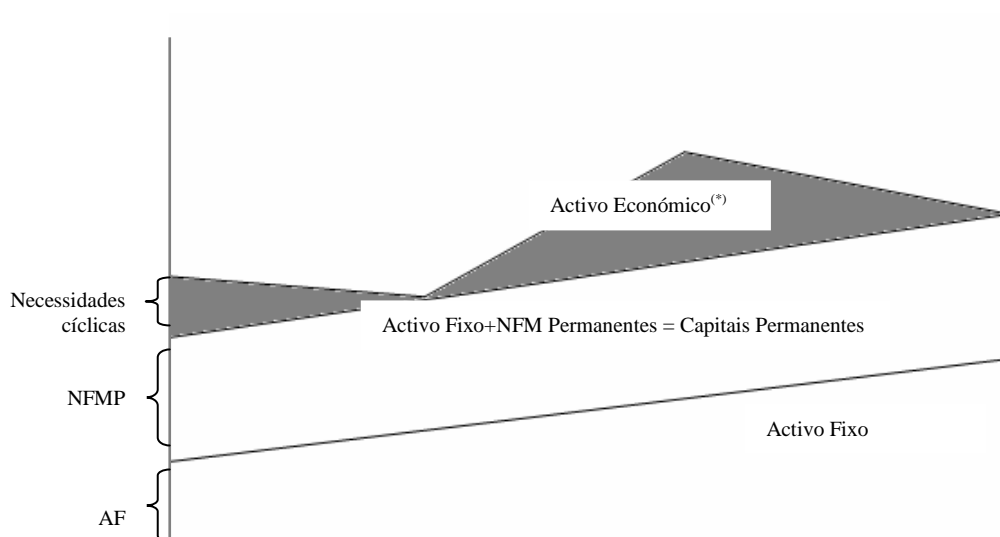 Activo Económico(*)
Necessidades
cíclicas
Activo Fixo+NFM Permanentes = Capitais Permanentes
NFMP
Activo Fixo
AF